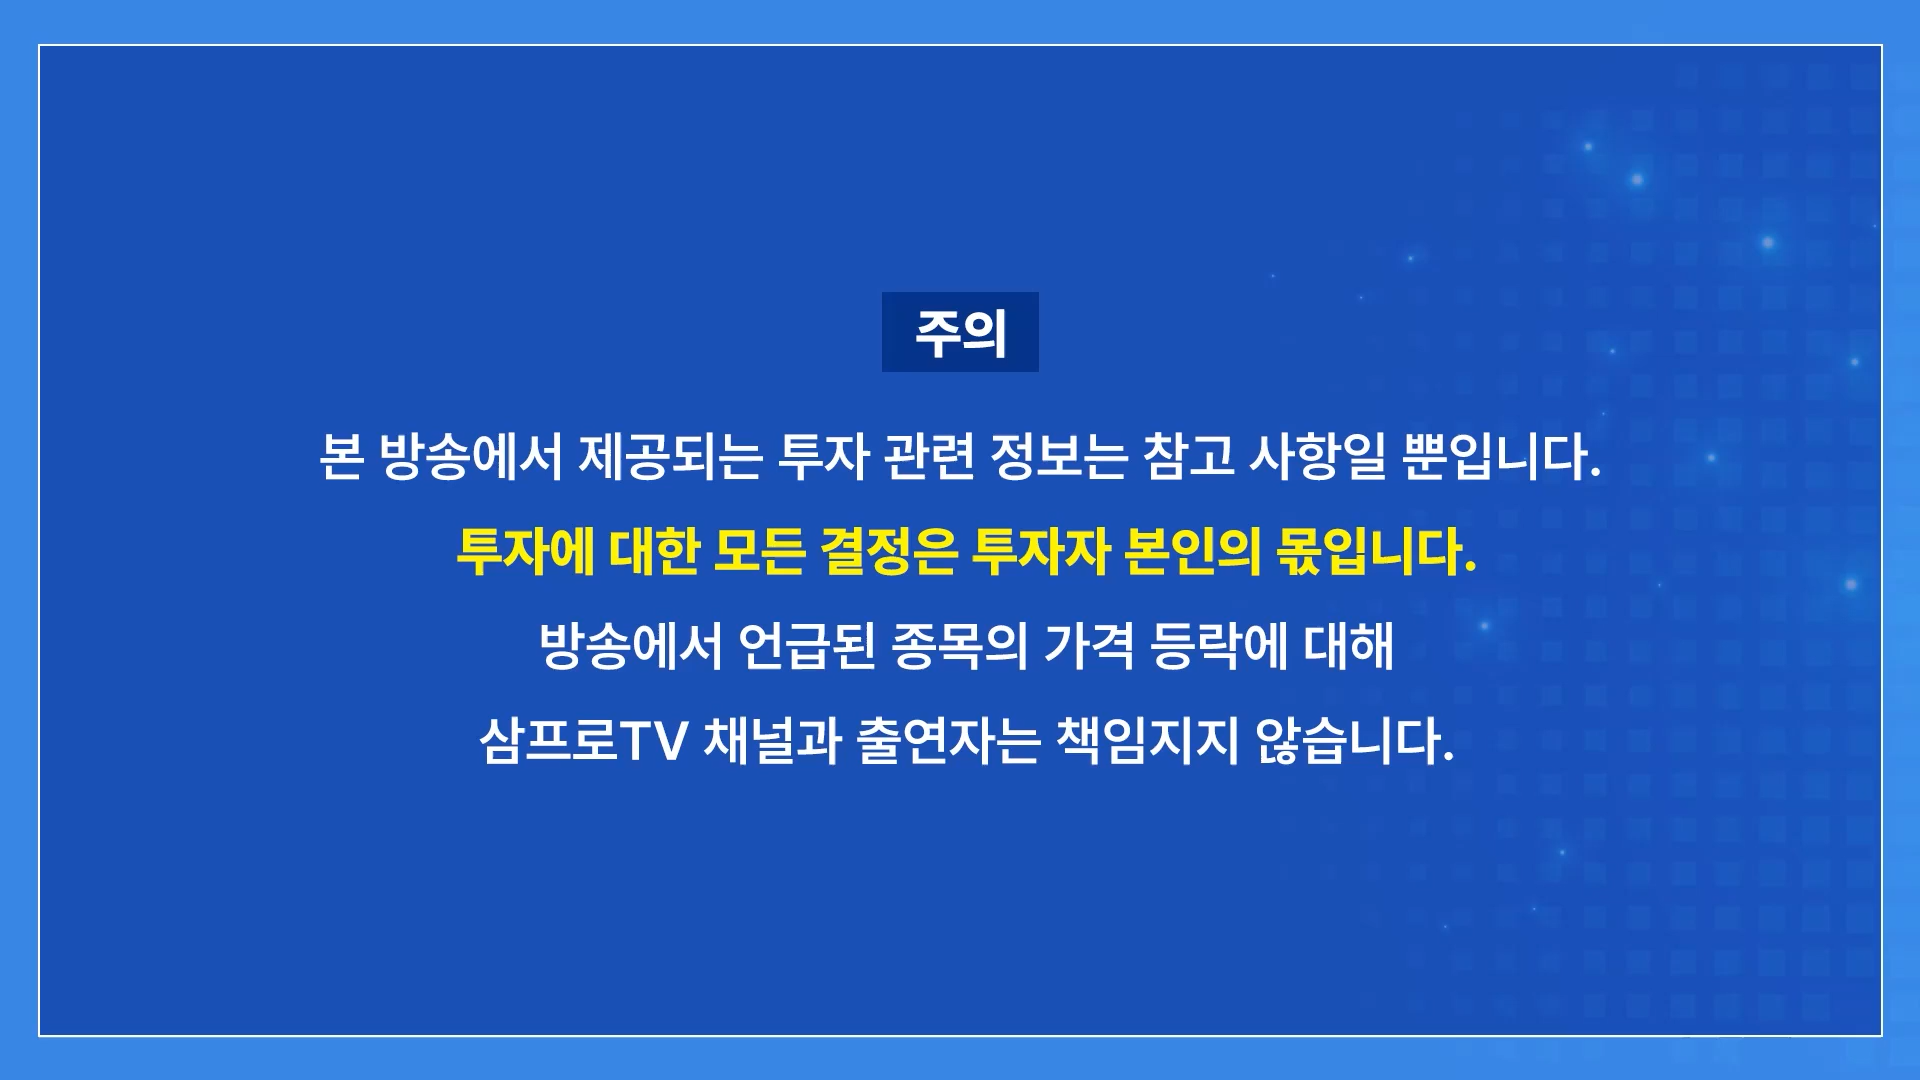 주의
본 방송에서 제공되는 투자 관련 정보는 참고 사항일 뿐입니다.
투자에 대한 모든 결정은 투자자 본인의 몫입니다.
방송에서 언급된 종목의 가격 등락에 대해
삼프로TV 채널과 출연자는 책임지지 않습니다.